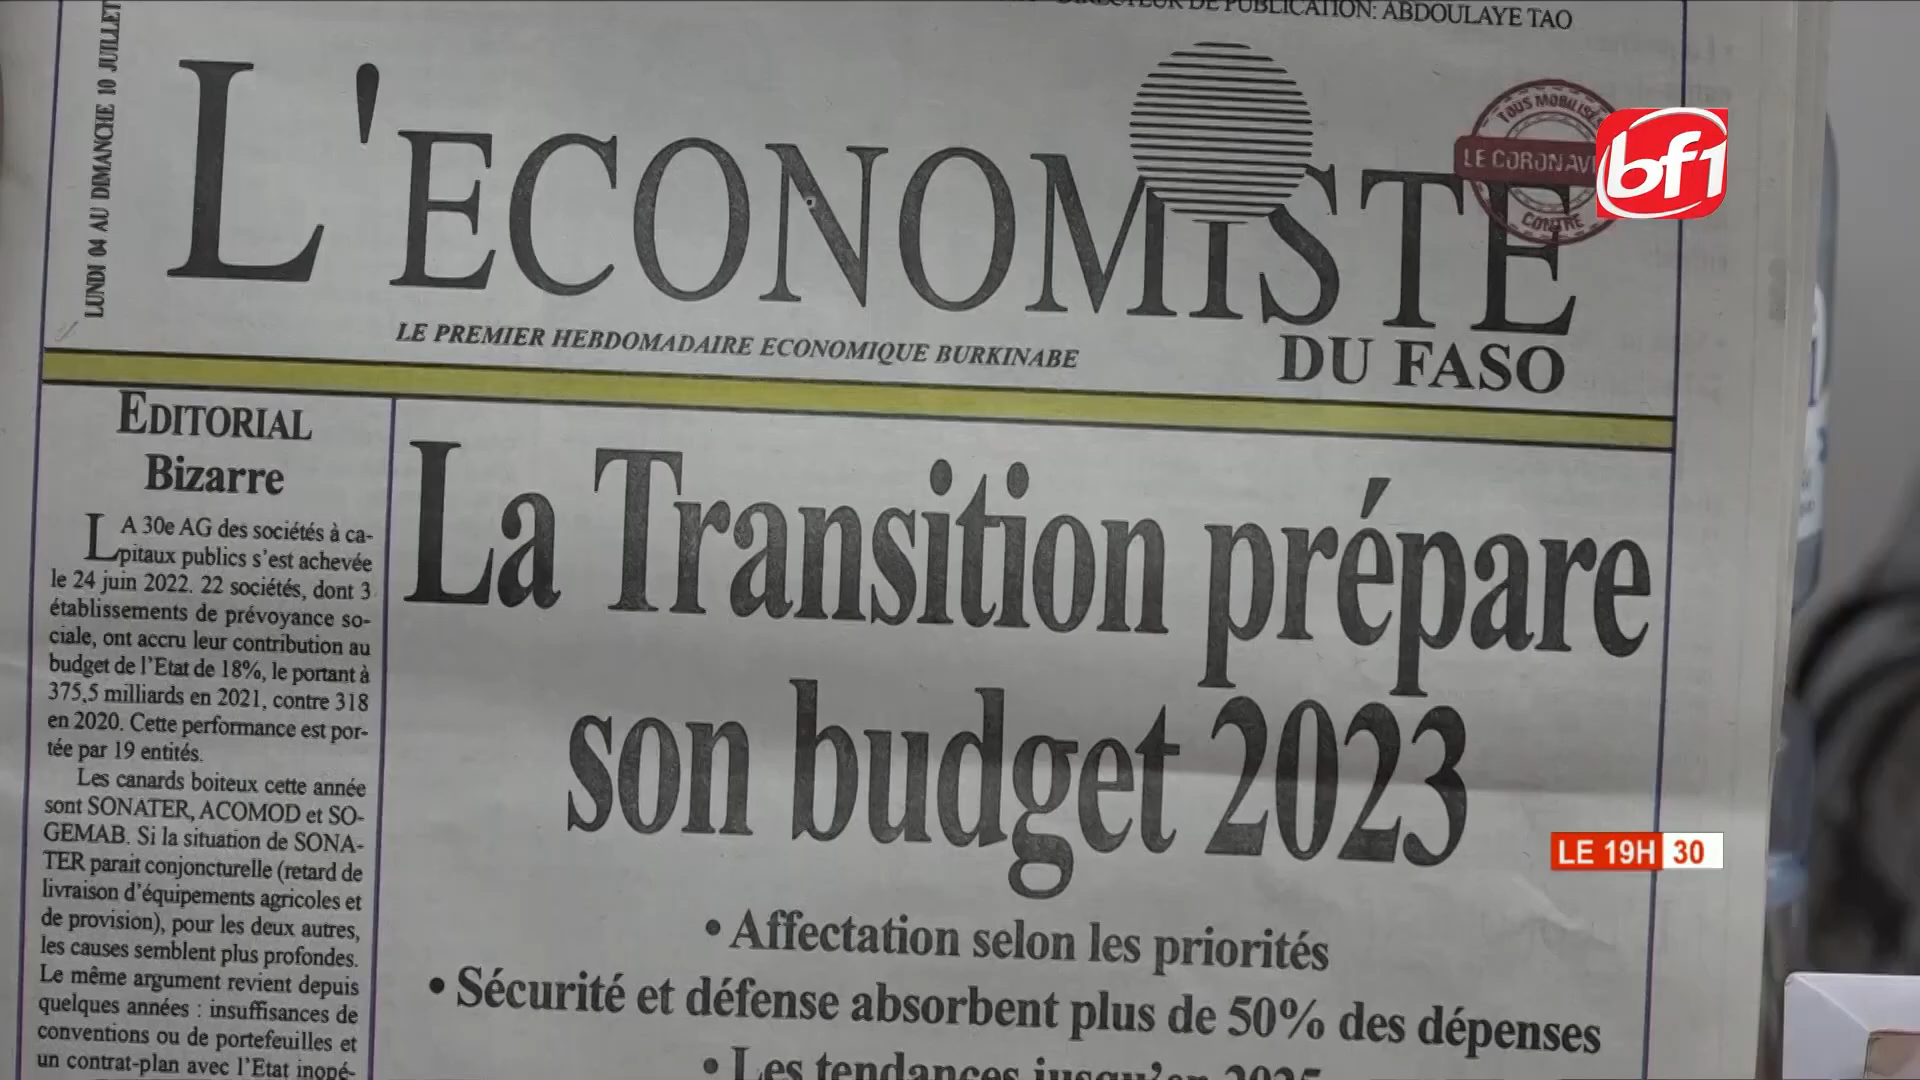 DE PUBLICATION: ABDOULAYE TAO
LUNDI 04 AU DIMANCHE 10 JUILLET
L'ECONOMISTE
DU FASO
TOUS MOBILISÉS
LE CORONAVI
CONTRE
bf1
LE PREMIER HEBDOMADAIRE ECONOMIQUE BURKINABE
EDITORIAL
Bizarre
LA 30e AG des sociétés à ca-
pitaux publics s'est achevée
le 24 juin 2022. 22 sociétés, dont 3
établissements de prévoyance so-
ciale, ont accru leur contribution au
budget de l'Etat de 18%, le portant à
375,5 milliards en 2021, contre 318
en 2020. Cette performance est por-
tée par 19 entités.
Les canards boiteux cette année
sont SONATER, ACOMOD et SO-
GEMAB. Si la situation de SONA-
TER parait conjoncturelle (retard de
livraison d'équipements agricoles et
de provision), pour les deux autres,
les causes semblent plus profondes.
Le même argument revient depuis
quelques années : insuffisances de
conventions ou de portefeuilles et
un contrat-plan avec l'Etat inopé-
La Transition prépare
son budget 2023
• Affectation selon les priorités
• Sécurité et défense absorbent plus de 50% des dépenses
• Les tendances jusqu'en 2025
LE 19H 30